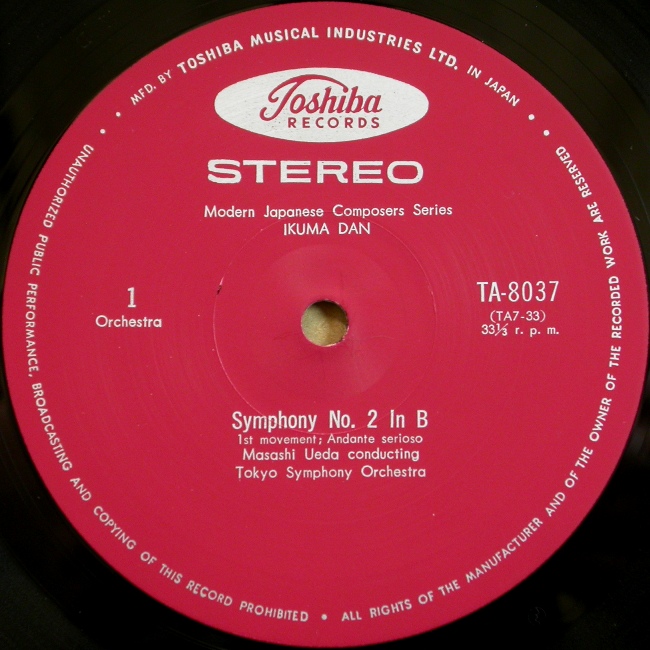 MFD. BY TOSHIBA MUSICAL INDUSTRIES LTD. IN JAPAN
Toshiba
RECORDS
STEREO
Modern Japanese Composers Series
IKUMA DAN
1
Orchestra
TA-8037
(TA7-33)
33⅓ r. p. m.
Symphony No. 2 In B
1st movement; Andante serioso
Masashi Ueda conducting
Tokyo Symphony Orchestra
UNAUTHORIZED PUBLIC PERFORMANCE, BROADCASTING AND COPYING OF THIS RECORD PROHIBITED • ALL RIGHTS OF THE MANUFACTURER AND OF THE OWNER OF THE RECORDED WORK ARE RESERVED